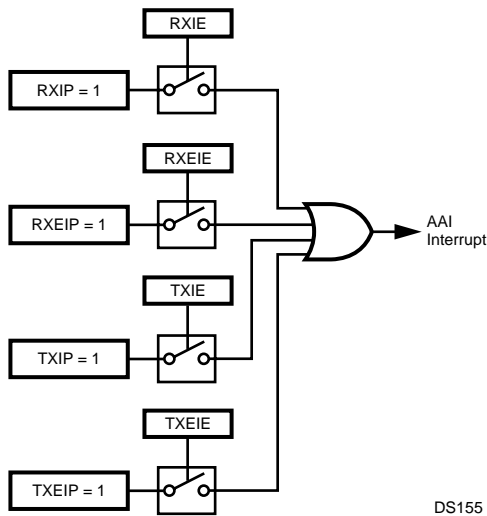 RXIE
RXIP = 1
RXEIE
RXEIP = 1
AAI
Interrupt
TXIE
TXIP = 1
TXEIE
TXEIP = 1
DS155